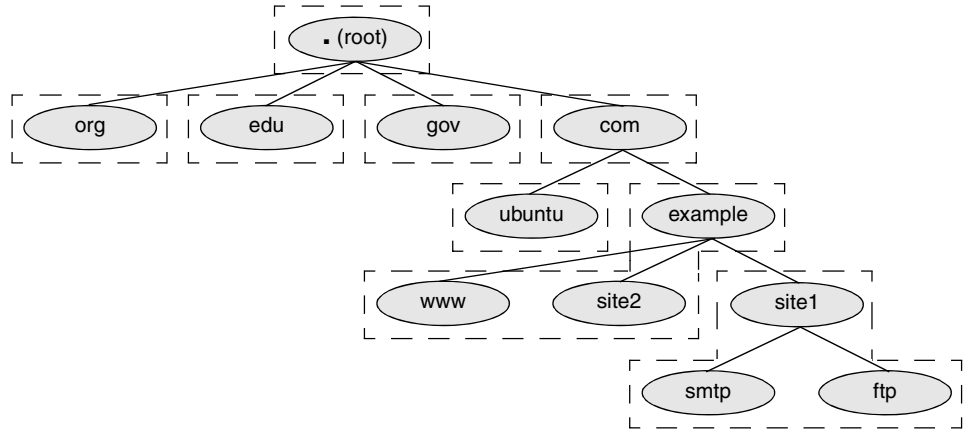 . (root)
org
edu
gov
com
ubuntu
example
www
site2
site1
smtp
ftp